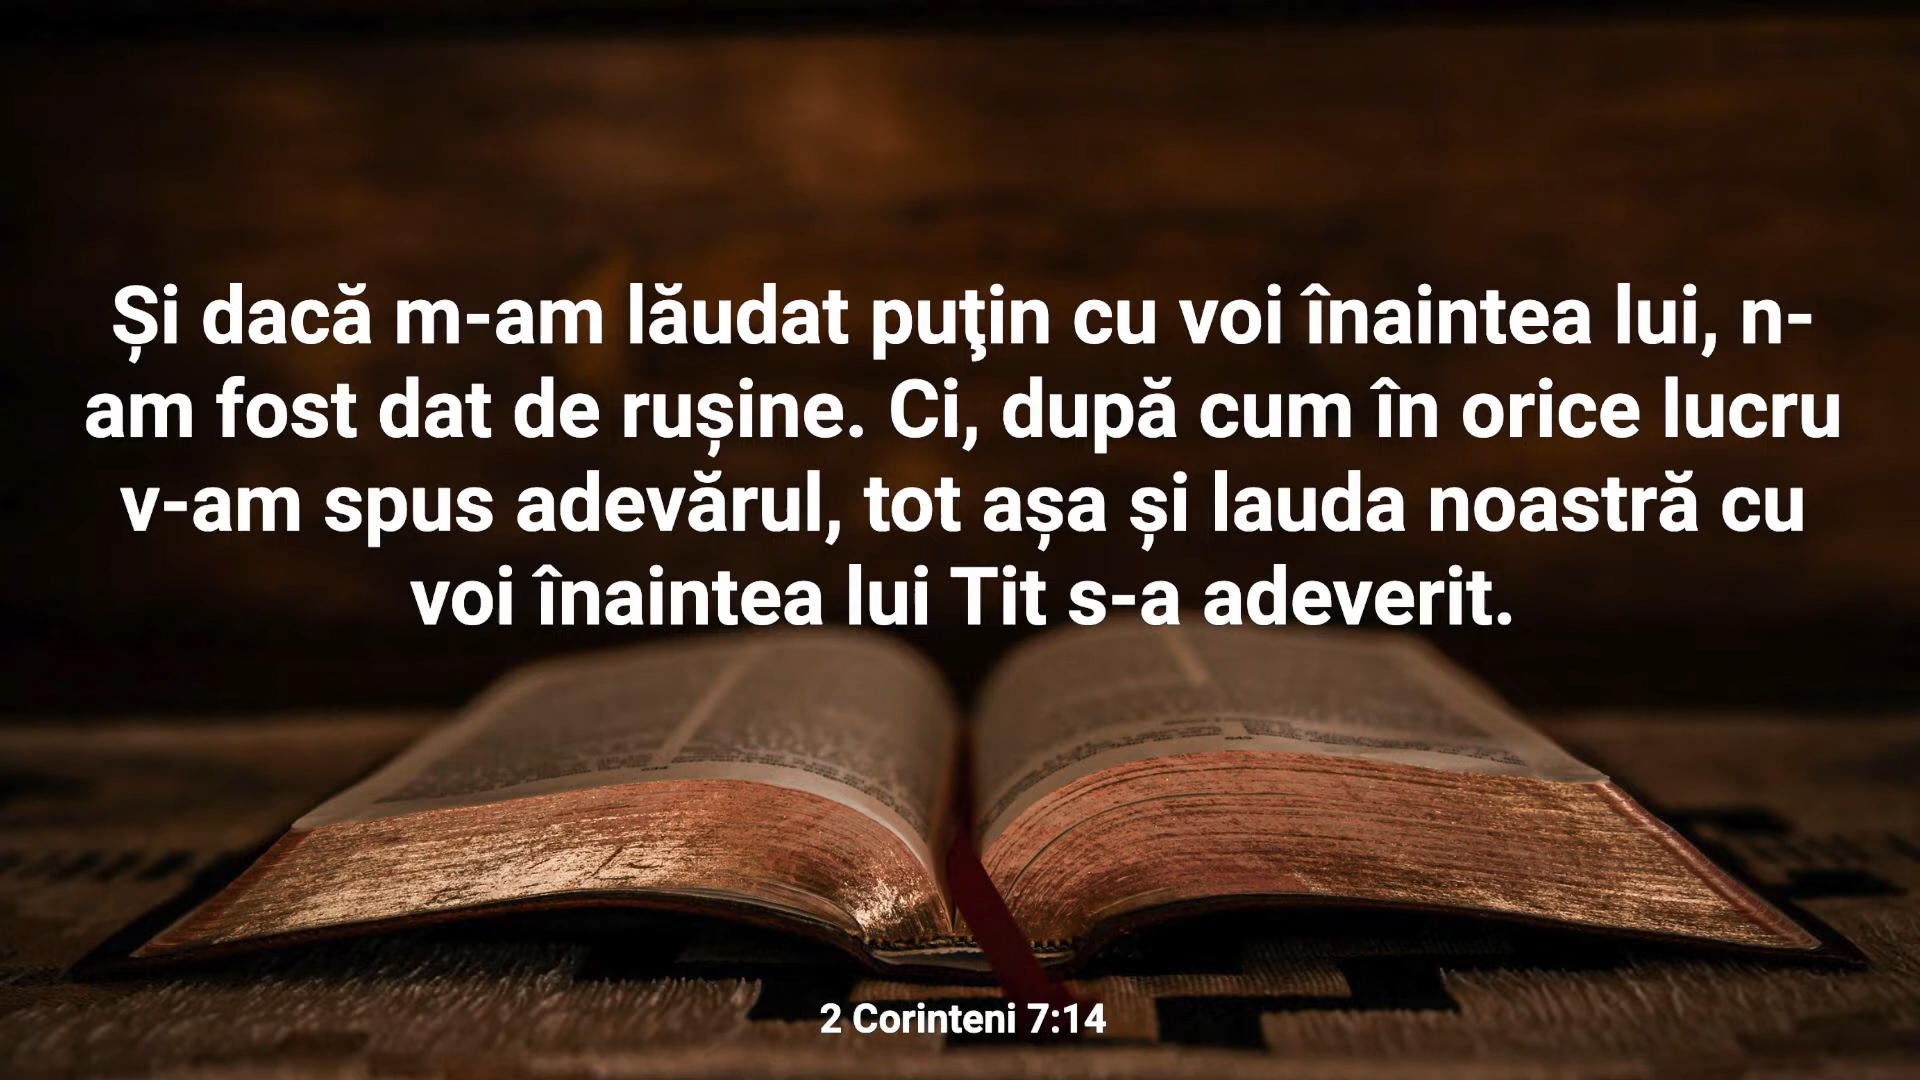 Și dacă m-am lăudat puţin cu voi înaintea lui, n-
am fost dat de rușine. Ci, după cum în orice lucru
v-am spus adevărul, tot așa și lauda noastră cu
voi înaintea lui Tit s-a adeverit.
2 Corinteni 7:14